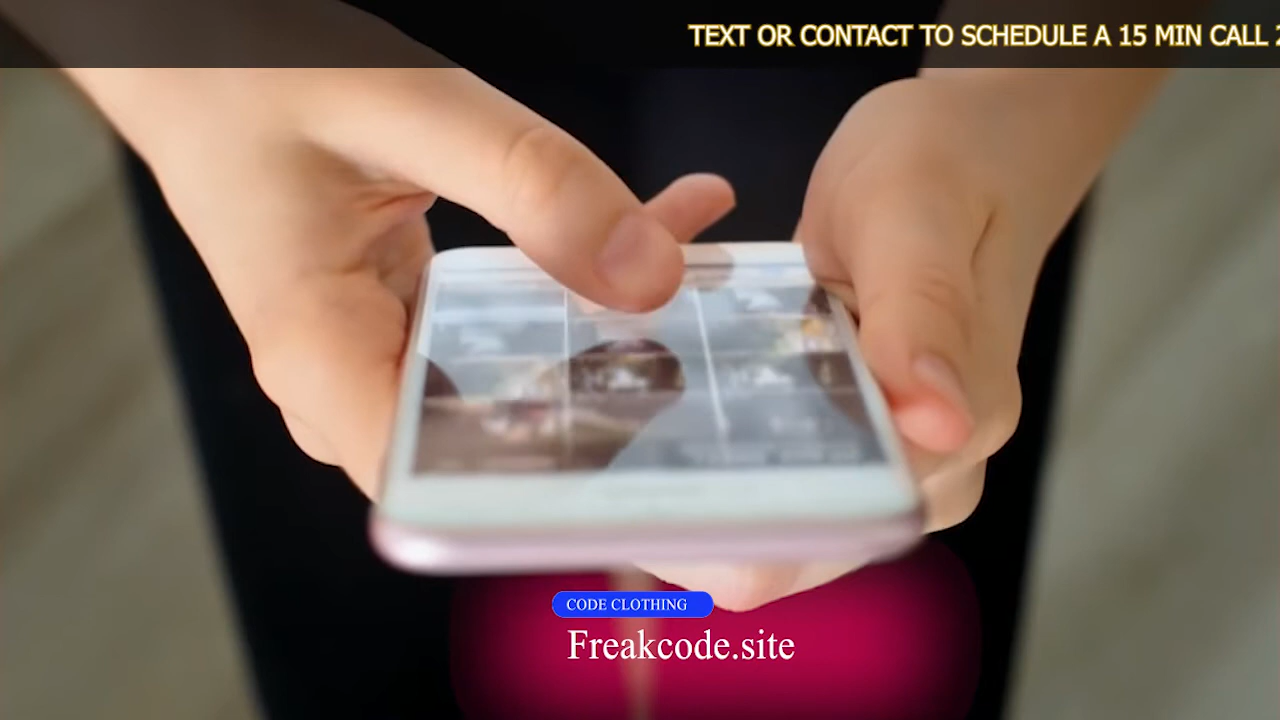 TEXT OR CONTACT TO SCHEDULE A 15 MIN CALL
CODE CLOTHING
Freakcode.site